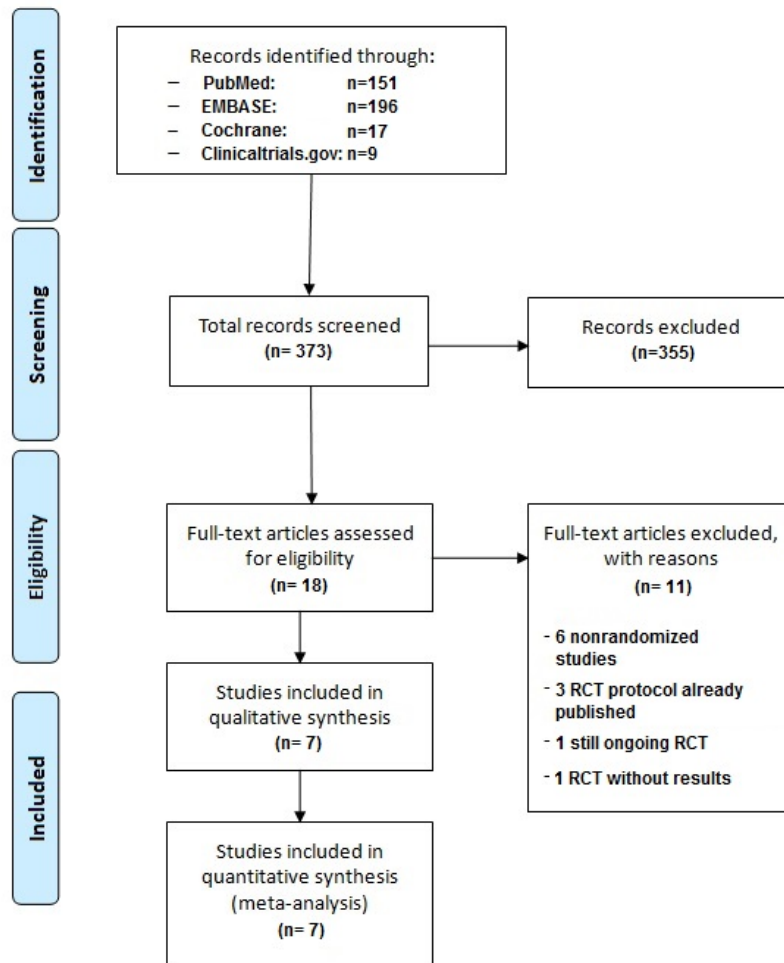 Identification
Records identified through:
– PubMed: n=151
– EMBASE: n=196
– Cochrane: n=17
– Clinicaltrials.gov: n=9
Screening
Total records screened
(n= 373)
Records excluded
(n=355)
Eligibility
Full-text articles assessed
for eligibility
(n= 18)
Full-text articles excluded,
with reasons
(n= 11)
- 6 nonrandomized
studies
- 3 RCT protocol already
published
- 1 still ongoing RCT
- 1 RCT without results
Studies included in
qualitative synthesis
(n= 7)
Included
Studies included in
quantitative synthesis
(meta-analysis)
(n= 7)